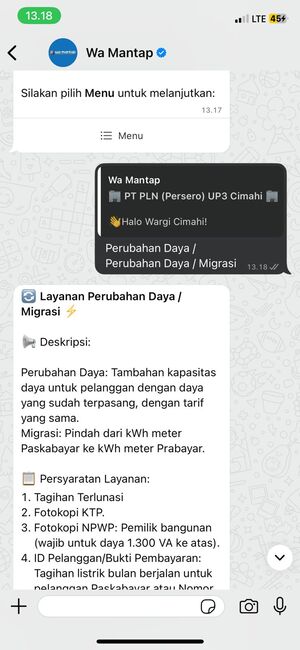 13.18
LTE 45
Wa Mantap
Silakan pilih Menu untuk melanjutkan:
13.17
Menu
Wa Mantap
🏢 PT PLN (Persero) UP3 Cimahi 🏢
👋Halo Wargi Cimahi!
Perubahan Daya /
Perubahan Daya / Migrasi
13.18
🔄 Layanan Perubahan Daya /
Migrasi ⚡
📢 Deskripsi:
Perubahan Daya: Tambahan kapasitas
daya untuk pelanggan dengan daya
yang sudah terpasang, dengan tarif
yang sama.
Migrasi: Pindah dari kWh meter
Paskabayar ke kWh meter Prabayar.
📋 Persyaratan Layanan:
1. Tagihan Terlunasi
2. Fotokopi KTP.
3. Fotokopi NPWP: Pemilik bangunan
(wajib untuk daya 1.300 VA ke atas).
4. ID Pelanggan/Bukti Pembayaran:
Tagihan listrik bulan berjalan untuk
pelanggan Paskabayar atau Nomor